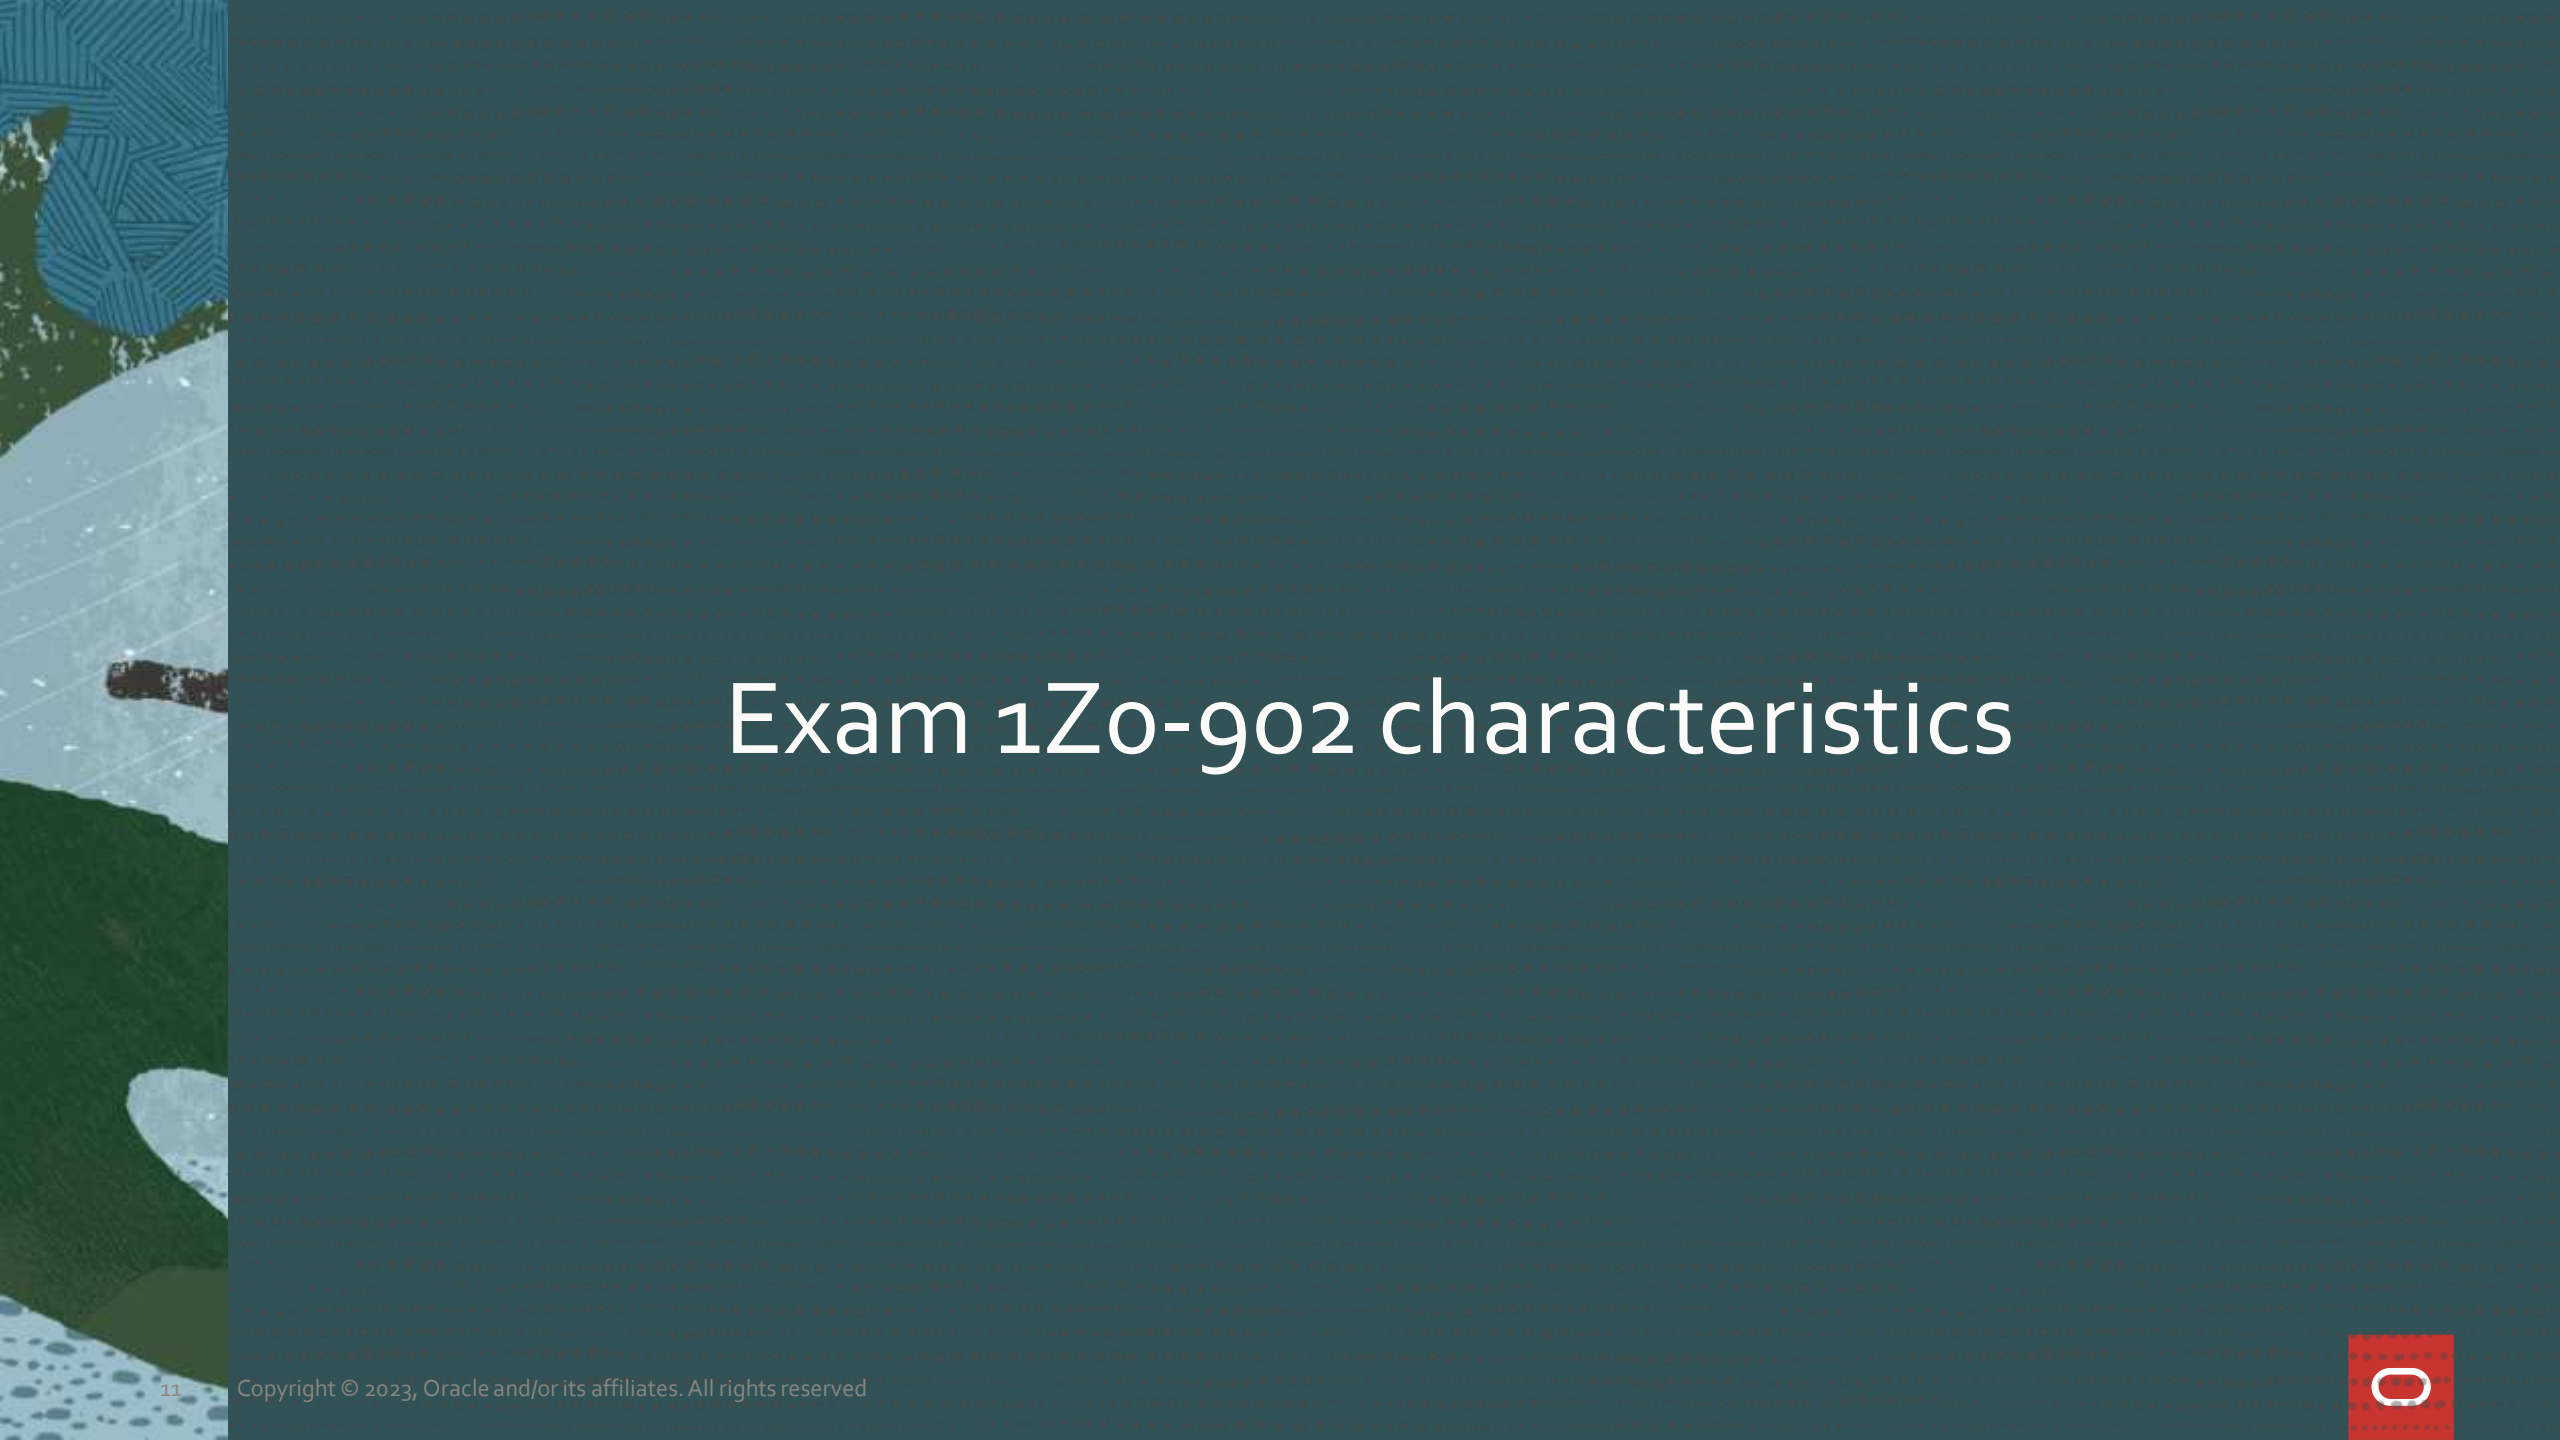 Exam 1Z0-902 characteristics
11 Copyright © 2023, Oracle and/or its affiliates. All rights reserved